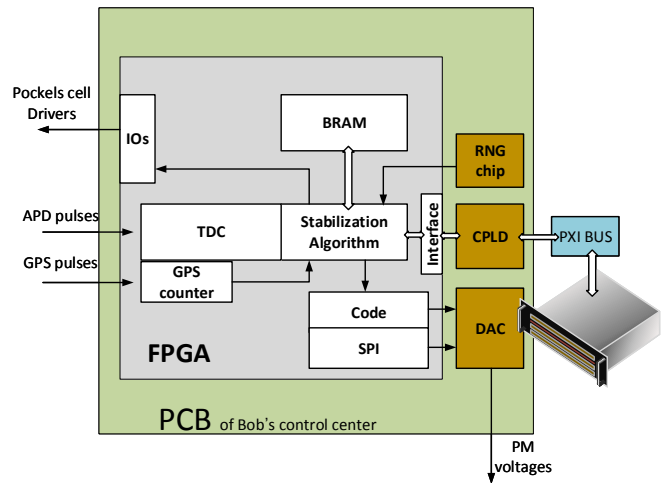 Pockels cell
Drivers
IOs
BRAM
RNG
chip
APD pulses
TDC
Stabilization
Algorithm
Interface
CPLD
PXI BUS
GPS pulses
GPS
counter
Code
SPI
DAC
FPGA
PCB of Bob's control center
PM
voltages